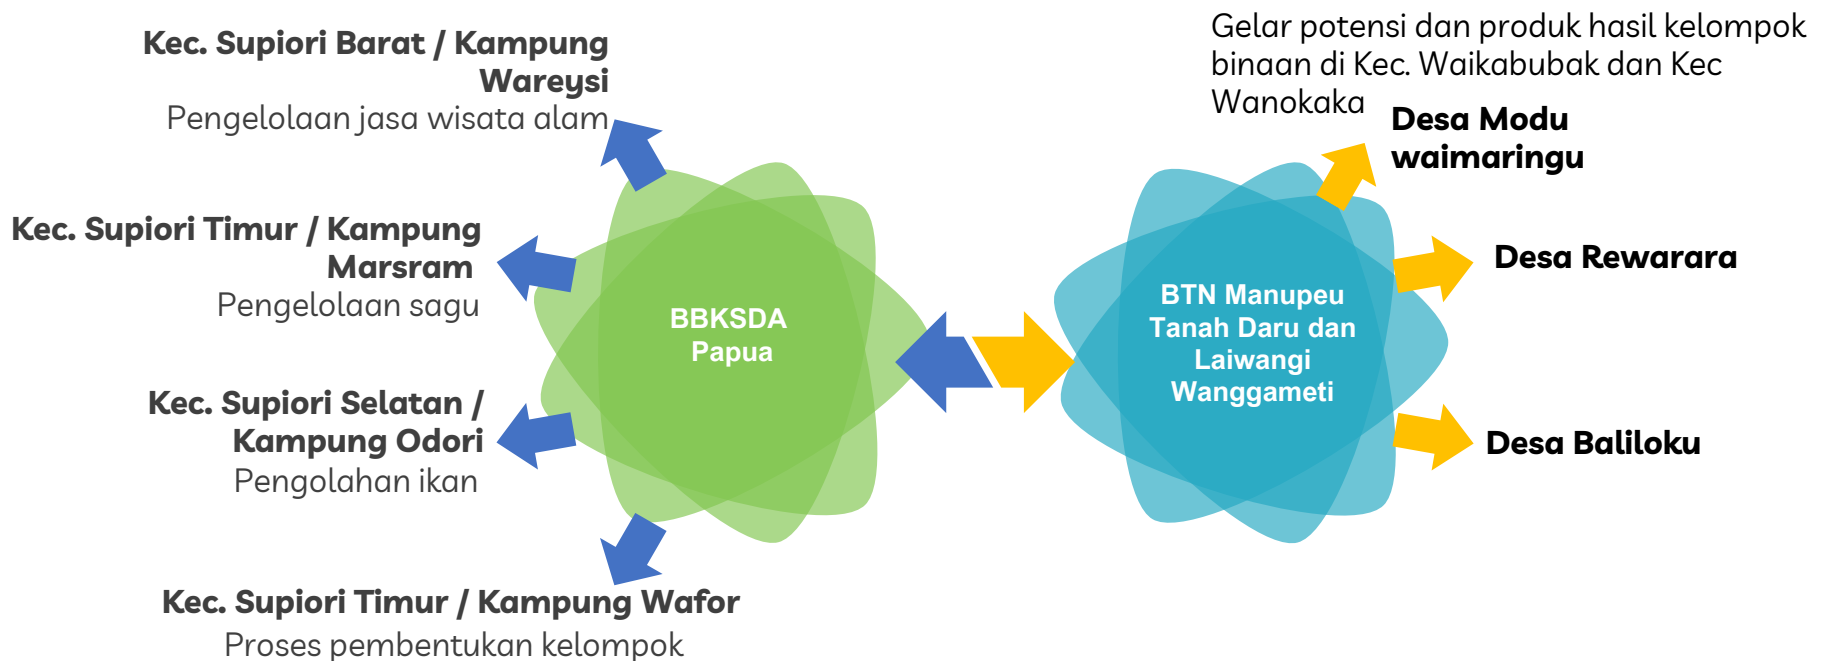 Kec. Supiori Barat / Kampung
Wareysi
Pengelolaan jasa wisata alam
Kec. Supiori Timur / Kampung
Marsram
Pengelolaan sagu
Kec. Supiori Selatan /
Kampung Odori
Pengolahan ikan
Kec. Supiori Timur / Kampung Wafor
Proses pembentukan kelompok
BBKSDA
Papua
Gelar potensi dan produk hasil kelompok
binaan di Kec. Waikabubak dan Kec
Wanokaka
Desa Modu
waimaringu
Desa Rewarara
Desa Baliloku
BTN Manupeu
Tanah Daru dan
Laiwangi
Wanggameti